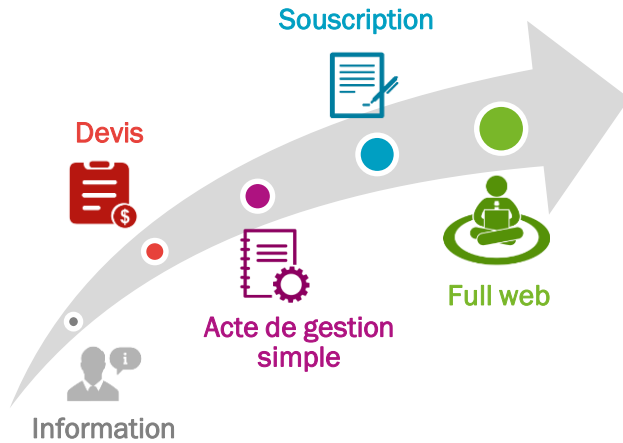 Souscription
Devis
$
Acte de gestion
simple
Full web
i
Information